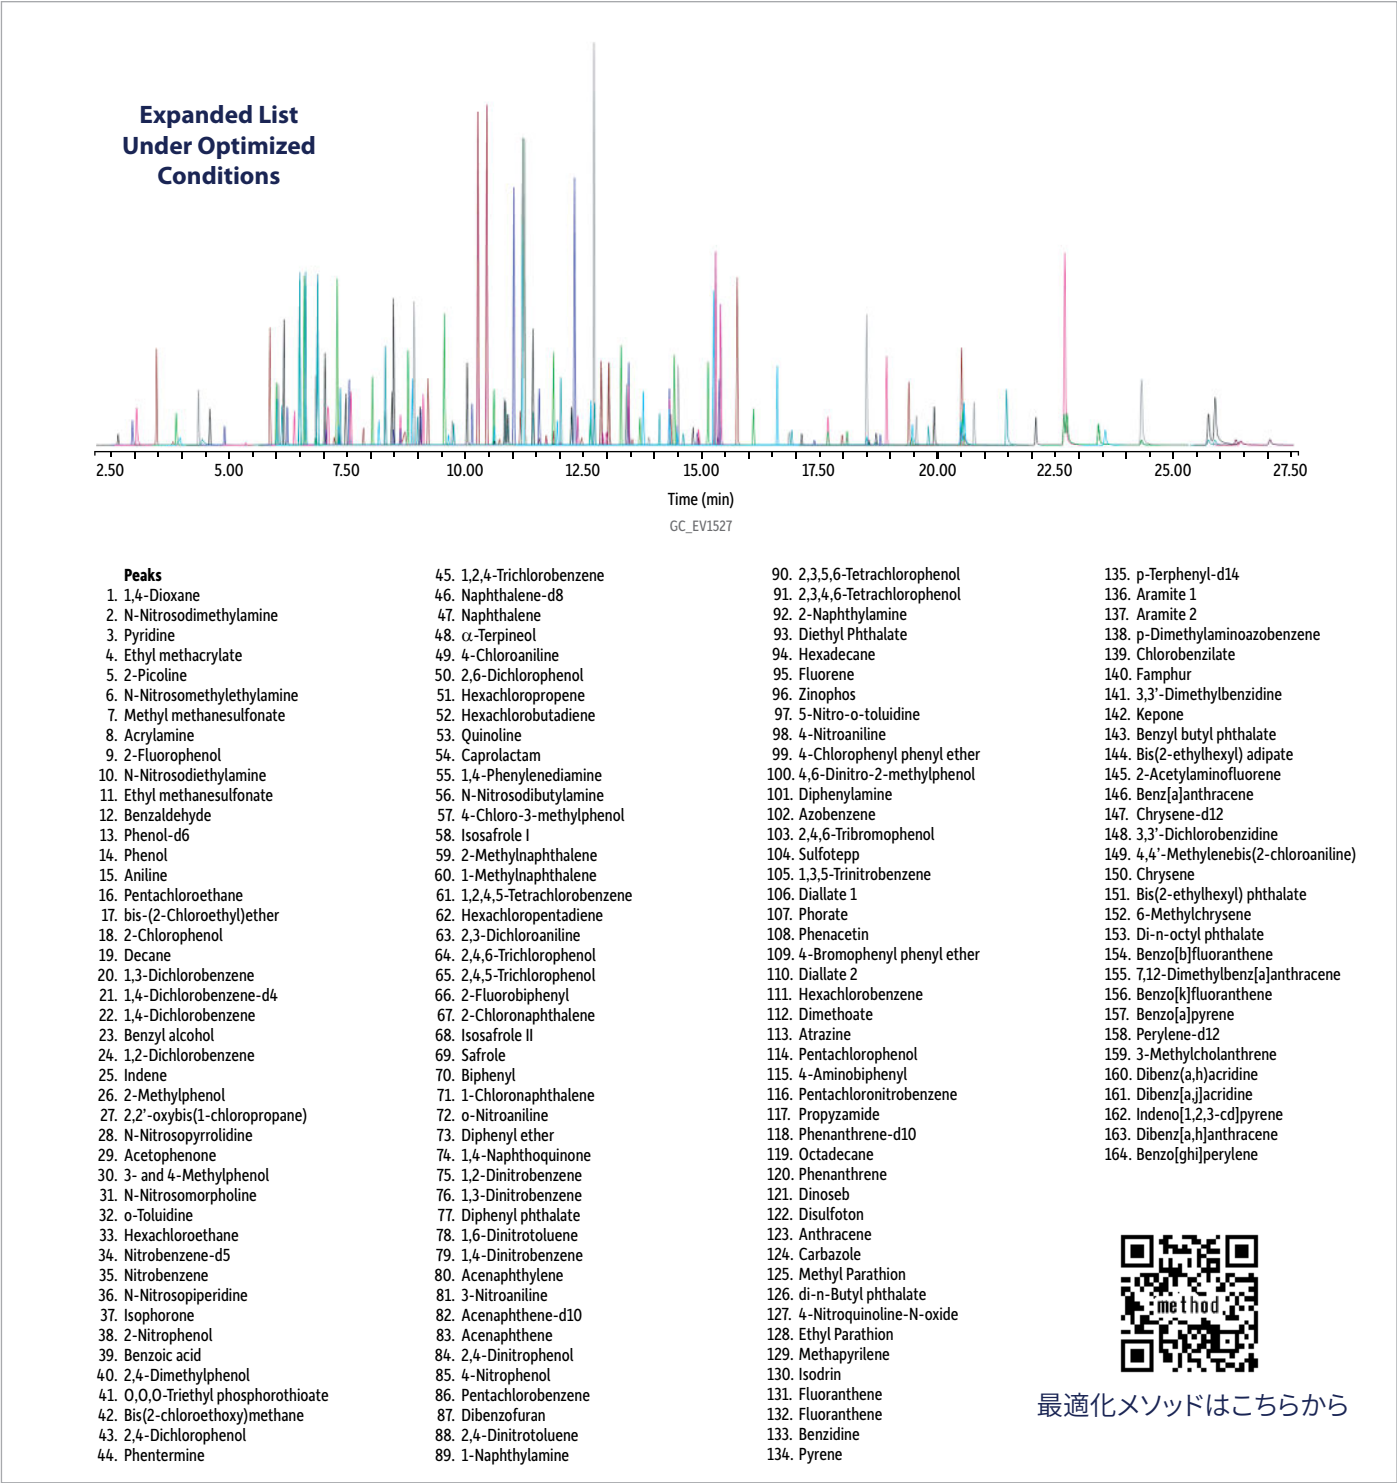 Expanded List
Under Optimized
Conditions
2.50 5.00 7.50 10.00 12.50 15.00 17.50 20.00 22.50 25.00 27.50
Time (min)
GC_EV1527
Peaks
1. 1,4-Dioxane
2. N-Nitrosodimethylamine
3. Pyridine
4. Ethyl methacrylate
5. 2-Picoline
6. N-Nitrosomethylethylamine
7. Methyl methanesulfonate
8. Acrylamine
9. 2-Fluorophenol
10. N-Nitrosodiethylamine
11. Ethyl methanesulfonate
12. Benzaldehyde
13. Phenol-d6
14. Phenol
15. Aniline
16. Pentachloroethane
17. bis-(2-Chloroethyl)ether
18. 2-Chlorophenol
19. Decane
20. 1,3-Dichlorobenzene
21. 1,4-Dichlorobenzene-d4
22. 1,4-Dichlorobenzene
23. Benzyl alcohol
24. 1,2-Dichlorobenzene
25. Indene
26. 2-Methylphenol
27. 2,2'-oxybis(1-chloropropane)
28. N-Nitrosopyrrolidine
29. Acetophenone
30. 3- and 4-Methylphenol
31. N-Nitrosomorpholine
32. o-Toluidine
33. Hexachloroethane
34. Nitrobenzene-d5
35. Nitrobenzene
36. N-Nitrosopiperidine
37. Isophorone
38. 2-Nitrophenol
39. Benzoic acid
40. 2,4-Dimethylphenol
41. O,O,O-Triethyl phosphorothioate
42. Bis(2-chloroethoxy)methane
43. 2,4-Dichlorophenol
44. Phentermine
45. 1,2,4-Trichlorobenzene
46. Naphthalene-d8
47. Naphthalene
48. α-Terpineol
49. 4-Chloroaniline
50. 2,6-Dichlorophenol
51. Hexachloropropene
52. Hexachlorobutadiene
53. Quinoline
54. Caprolactam
55. 1,4-Phenylenediamine
56. N-Nitrosodibutylamine
57. 4-Chloro-3-methylphenol
58. Isosafrole I
59. 2-Methylnaphthalene
60. 1-Methylnaphthalene
61. 1,2,4,5-Tetrachlorobenzene
62. Hexachloropentadiene
63. 2,3-Dichloroaniline
64. 2,4,6-Trichlorophenol
65. 2,4,5-Trichlorophenol
66. 2-Fluorobiphenyl
67. 2-Chloronaphthalene
68. Isosafrole II
69. Safrole
70. Biphenyl
71. 1-Chloronaphthalene
72. o-Nitroaniline
73. Diphenyl ether
74. 1,4-Naphthoquinone
75. 1,2-Dinitrobenzene
76. 1,3-Dinitrobenzene
77. Diphenyl phthalate
78. 1,6-Dinitrotoluene
79. 1,4-Dinitrobenzene
80. Acenaphthylene
81. 3-Nitroaniline
82. Acenaphthene-d10
83. Acenaphthene
84. 2,4-Dinitrophenol
85. 4-Nitrophenol
86. Pentachlorobenzene
87. Dibenzofuran
88. 2,4-Dinitrotoluene
89. 1-Naphthylamine
90. 2,3,5,6-Tetrachlorophenol
91. 2,3,4,6-Tetrachlorophenol
92. 2-Naphthylamine
93. Diethyl Phthalate
94. Hexadecane
95. Fluorene
96. Zinophos
97. 5-Nitro-o-toluidine
98. 4-Nitroaniline
99. 4-Chlorophenyl phenyl ether
100. 4,6-Dinitro-2-methylphenol
101. Diphenylamine
102. Azobenzene
103. 2,4,6-Tribromophenol
104. Sulfotepp
105. 1,3,5-Trinitrobenzene
106. Diallate 1
107. Phorate
108. Phenacetin
109. 4-Bromophenyl phenyl ether
110. Diallate 2
111. Hexachlorobenzene
112. Dimethoate
113. Atrazine
114. Pentachlorophenol
115. 4-Aminobiphenyl
116. Pentachloronitrobenzene
117. Propyzamide
118. Phenanthrene-d10
119. Octadecane
120. Phenanthrene
121. Dinoseb
122. Disulfoton
123. Anthracene
124. Carbazole
125. Methyl Parathion
126. di-n-Butyl phthalate
127. 4-Nitroquinoline-N-oxide
128. Ethyl Parathion
129. Methapyrilene
130. Isodrin
131. Fluoranthene
132. Fluoranthene
133. Benzidine
134. Pyrene
135. p-Terphenyl-d14
136. Aramite 1
137. Aramite 2
138. p-Dimethylaminoazobenzene
139. Chlorobenzilate
140. Famphur
141. 3,3'-Dimethylbenzidine
142. Kepone
143. Benzyl butyl phthalate
144. Bis(2-ethylhexyl) adipate
145. 2-Acetylaminofluorene
146. Benz[a]anthracene
147. Chrysene-d12
148. 3,3'-Dichlorobenzidine
149. 4,4'-Methylenebis(2-chloroaniline)
150. Chrysene
151. Bis(2-ethylhexyl) phthalate
152. 6-Methylchrysene
153. Di-n-octyl phthalate
154. Benzo[b]fluoranthene
155. 7,12-Dimethylbenz[a]anthracene
156. Benzo[k]fluoranthene
157. Benzo[a]pyrene
158. Perylene-d12
159. 3-Methylcholanthrene
160. Dibenz(a,h)acridine
161. Dibenz[a,j]acridine
162. Indeno[1,2,3-cd]pyrene
163. Dibenz[a,h]anthracene
164. Benzo[ghi]perylene
method
最適化メソッドはこちらから